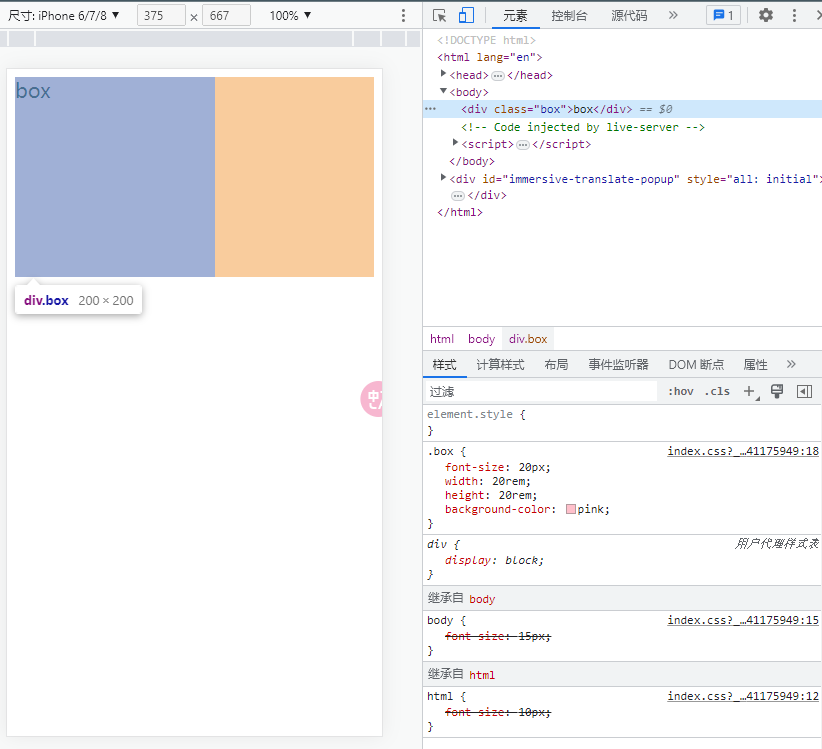 尺寸: iPhone 6/7/8 ▼ 375 × 667 100% ▼
元素 控制台 源代码 » 1
box
div.box 200 × 200
<!DOCTYPE html>
<html lang="en">
<head>…</head>
<body>
… <div class="box">box</div> == $0
<!-- Code injected by live-server -->
<script>…</script>
</body>
<div id="immersive-translate-popup" style="all: initial">
…</div>
</html>
html body div.box
样式 计算样式 布局 事件监听器 DOM 断点 属性 »
过滤 :hov .cls +
element.style {
}
.box { index.css?_…41175949:18
font-size: 20px;
width: 20rem;
height: 20rem;
background-color: pink;
}
div { 用户代理样式表
display: block;
}
继承自 body
body { index.css?_…41175949:15
font-size: 15px;
}
继承自 html
html { index.css?_…41175949:12
font-size: 10px;
}